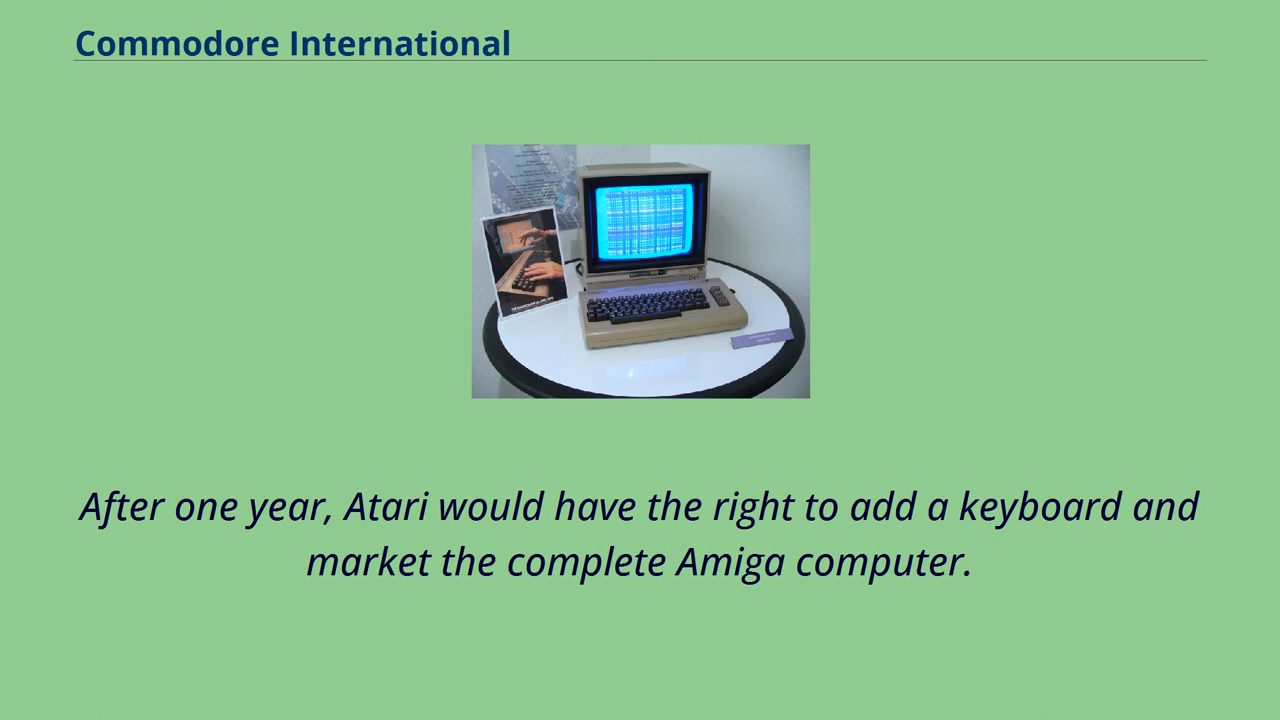 Commodore International
After one year, Atari would have the right to add a keyboard and
market the complete Amiga computer.